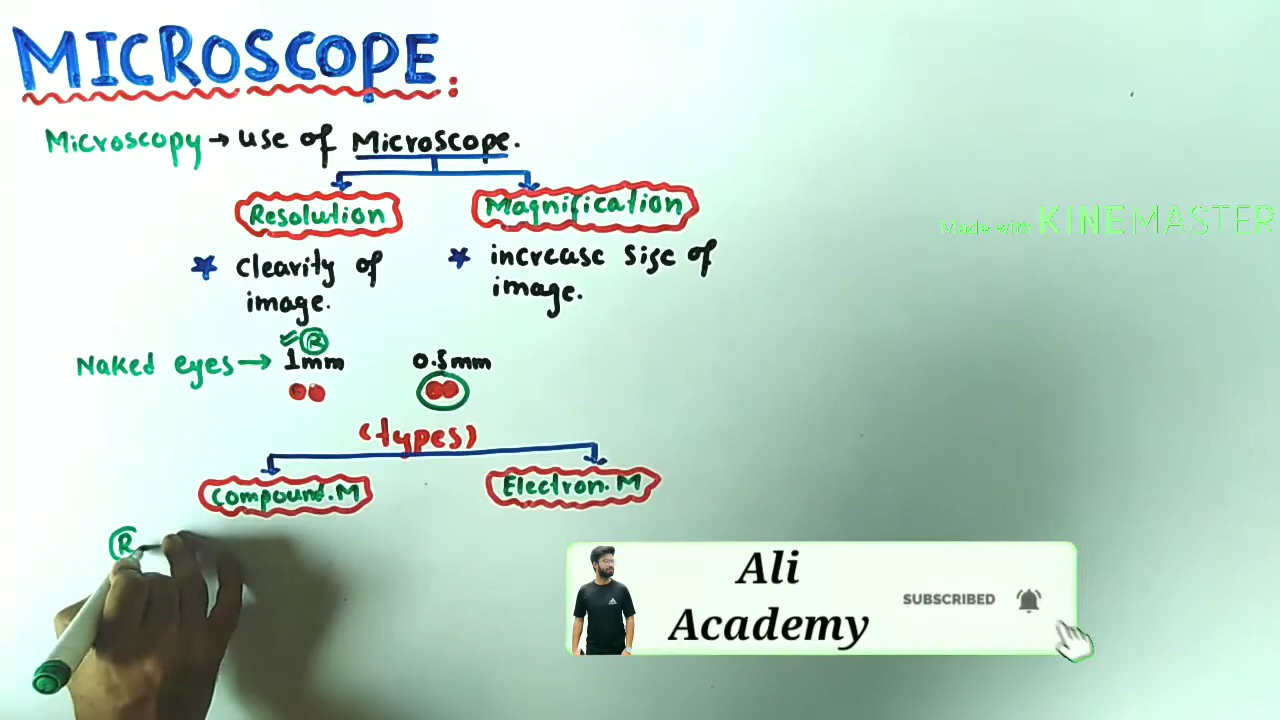 MICROSCOPE:
Microscopy → use of Microscope.
Resolution
Magnification
★ clearity of
image.
★ increase size of
image.
R
Naked eyes → 1mm
0.5mm
(types)
Compound.M
Electron.M
R
Made with KINEMASTER
Ali
Academy
SUBSCRIBED